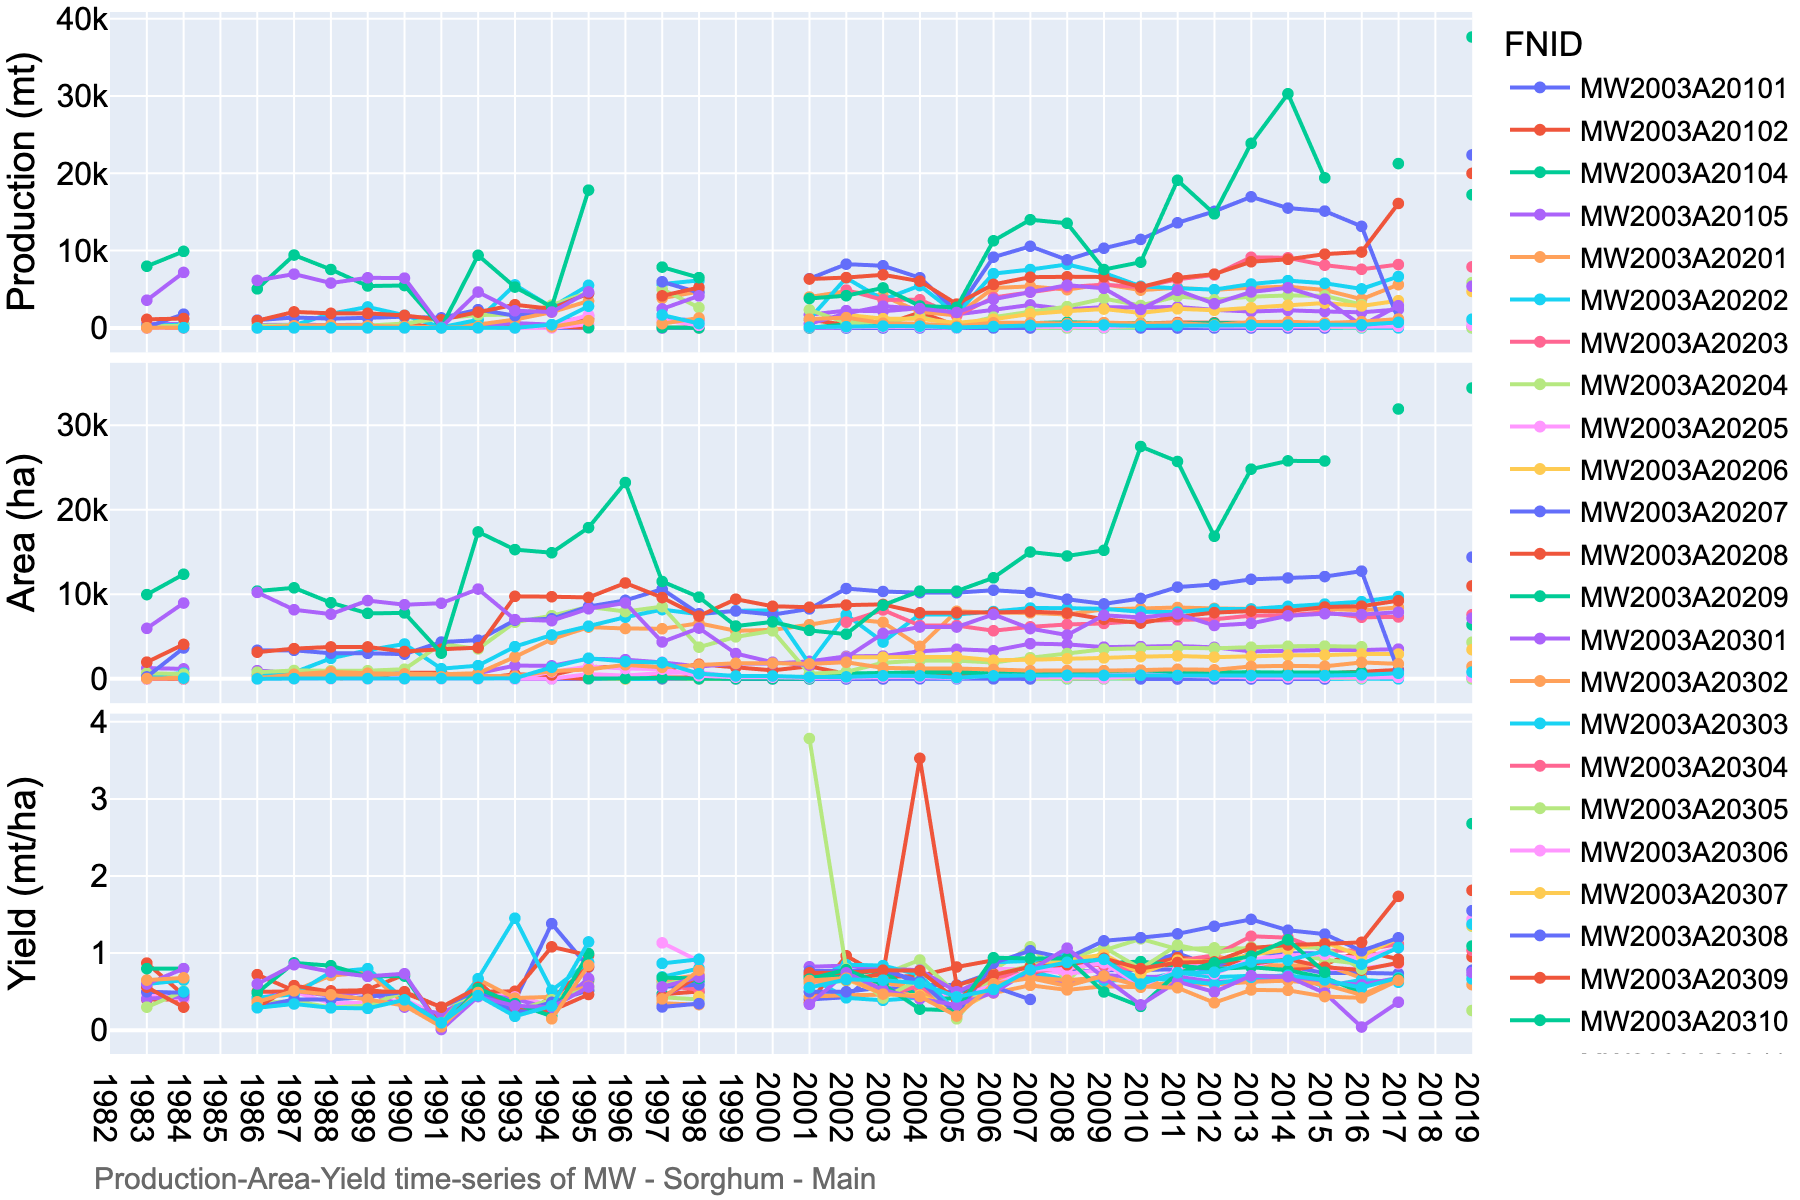 Production (mt)
40k
30k
20k
10k
0
Area (ha)
30k
20k
10k
0
Yield (mt/ha)
4
3
2
1
0
1982
1983
1984
1985
1986
1987
1988
1989
1990
1991
1992
1993
1994
1995
1996
1997
1998
1999
2000
2001
2002
2003
2004
2005
2006
2007
2008
2009
2010
2011
2012
2013
2014
2015
2016
2017
2018
2019
FNID
MW2003A20101
MW2003A20102
MW2003A20104
MW2003A20105
MW2003A20201
MW2003A20202
MW2003A20203
MW2003A20204
MW2003A20205
MW2003A20206
MW2003A20207
MW2003A20208
MW2003A20209
MW2003A20301
MW2003A20302
MW2003A20303
MW2003A20304
MW2003A20305
MW2003A20306
MW2003A20307
MW2003A20308
MW2003A20309
MW2003A20310
Production-Area-Yield time-series of MW - Sorghum - Main